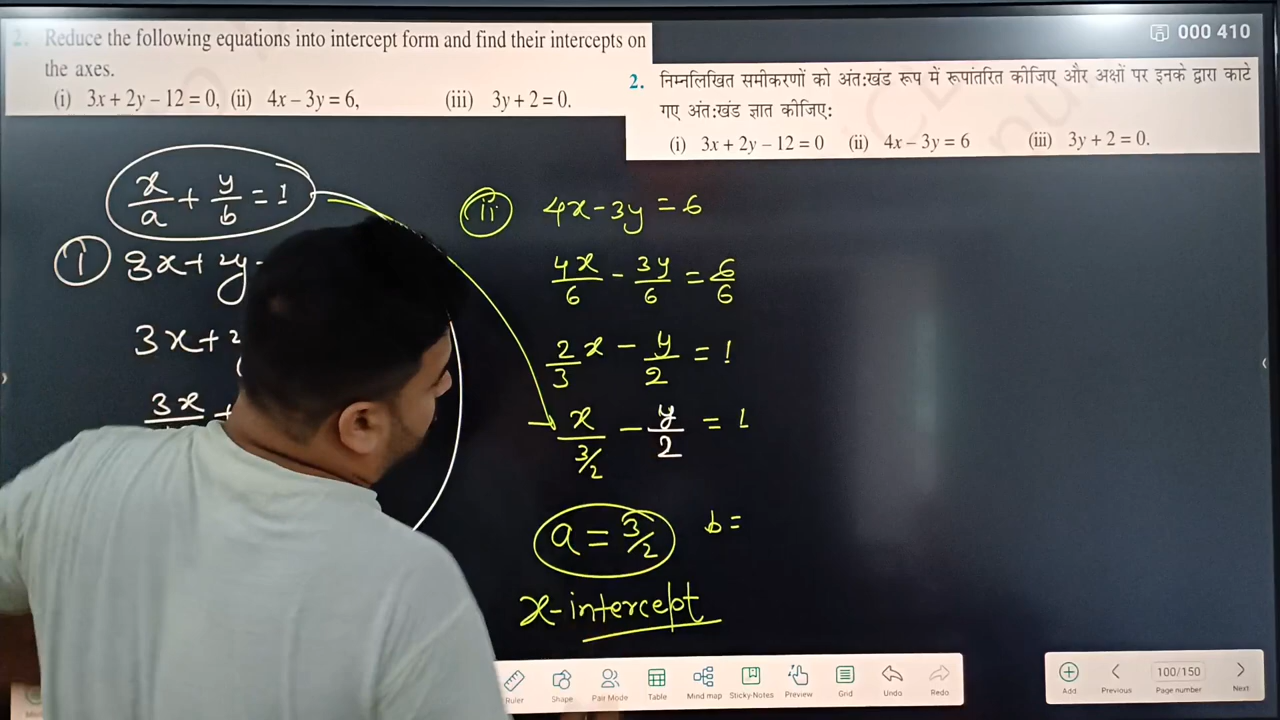 000 410
2. Reduce the following equations into intercept form and find their intercepts on
the axes.
(i) 3x + 2y – 12 = 0, (ii) 4x – 3y = 6, (iii) 3y + 2 = 0.
2. निम्नलिखित समीकरणों को अंत:खंड रूप में रूपांतरित कीजिए और अक्षों पर इनके द्वारा काटे
गए अंत:खंड ज्ञात कीजिए:
(i) 3x + 2y – 12 = 0 (ii) 4x – 3y = 6 (iii) 3y + 2 = 0.
x/a + y/b = 1
i 3x + 2y -
3x +
3x
ii 4x - 3y = 6
4x/6 - 3y/6 = 6/6
2/3 x - y/2 = 1
x/(3/2) - y/2 = 1
a = 3/2 b =
x-intercept
Ruler Shape Pair Mode Table Mind map Sticky-Notes Preview Grid Undo Redo
Add Previous 100/150 Page number Next